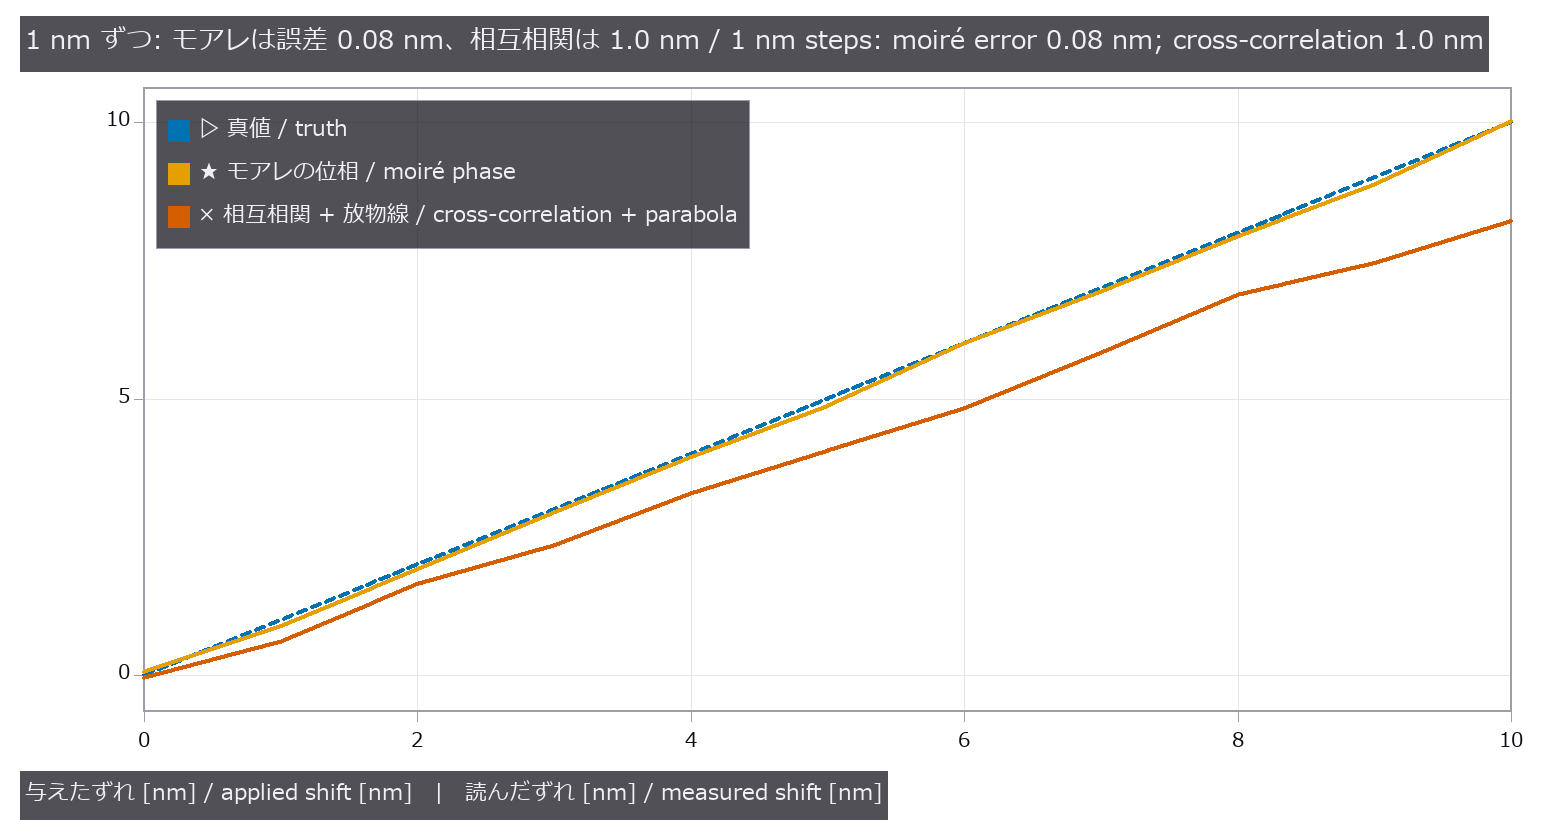 1 nm ずつ: モアレは誤差 0.08 nm、相互相関は 1.0 nm / 1 nm steps: moiré error 0.08 nm; cross-correlation 1.0 nm
10
▷ 真値 / truth
★ モアレの位相 / moiré phase
× 相互相関 + 放物線 / cross-correlation + parabola
5
0
0 2 4 6 8 10
与えたずれ [nm] / applied shift [nm] | 読んだずれ [nm] / measured shift [nm]